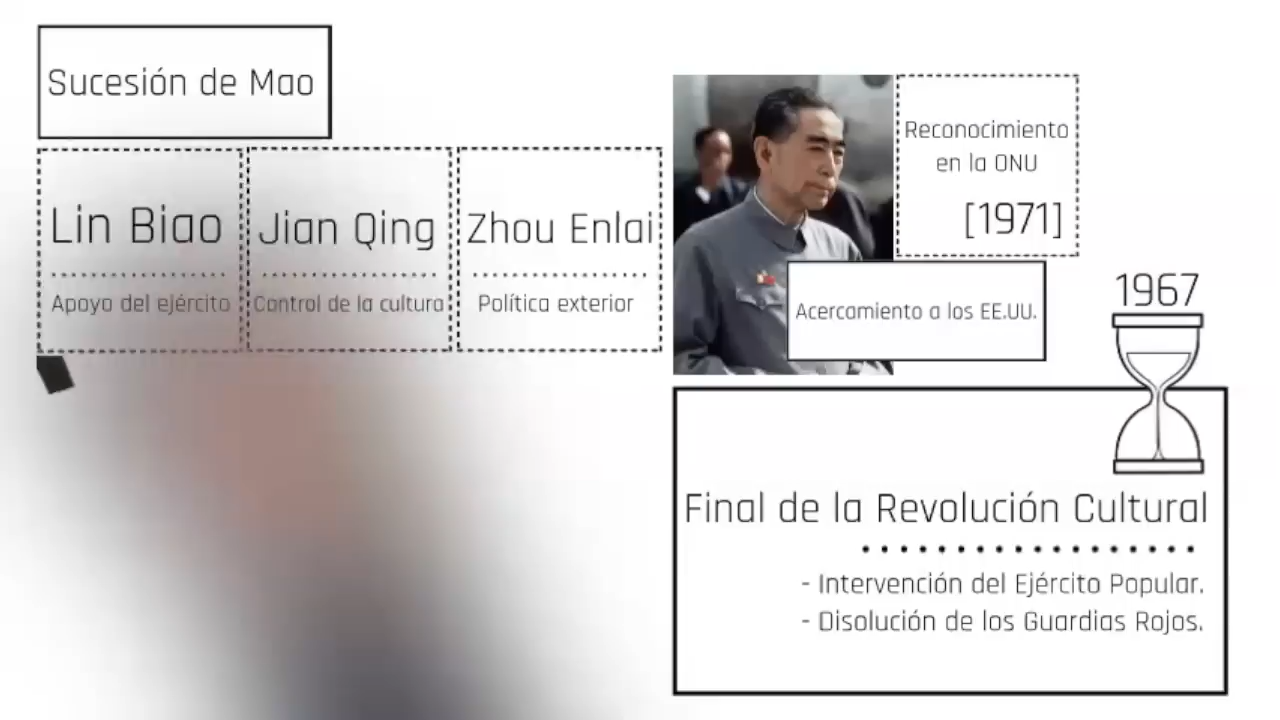 Sucesión de Mao
Lin Biao
Apoyo del ejército
Jian Qing
Control de la cultura
Zhou Enlai
Política exterior
Reconocimiento
en la ONU
[1971]
Acercamiento a los EE.UU.
1967
Final de la Revolución Cultural
- Intervención del Ejército Popular.
- Disolución de los Guardias Rojos.